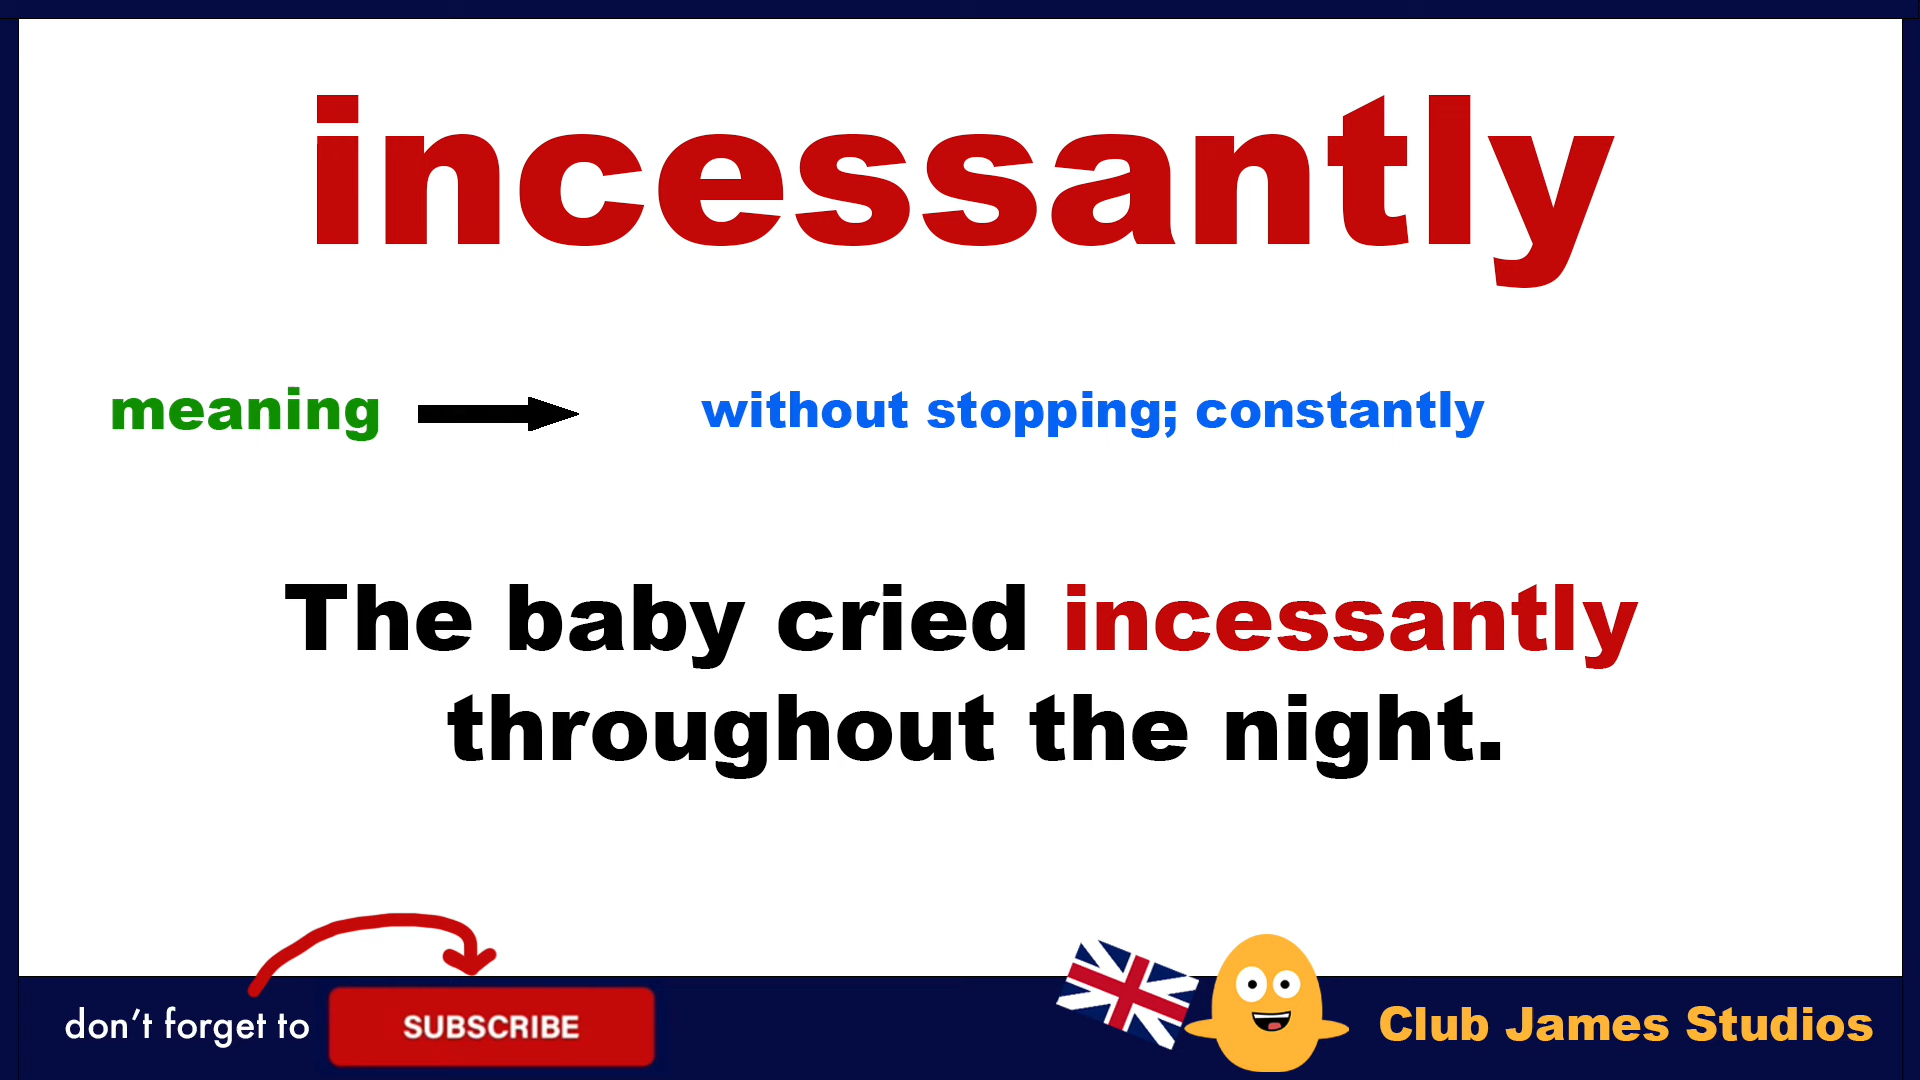 incessantly
meaning
without stopping; constantly
The baby cried incessantly
throughout the night.
don't forget to
SUBSCRIBE
Club James Studios